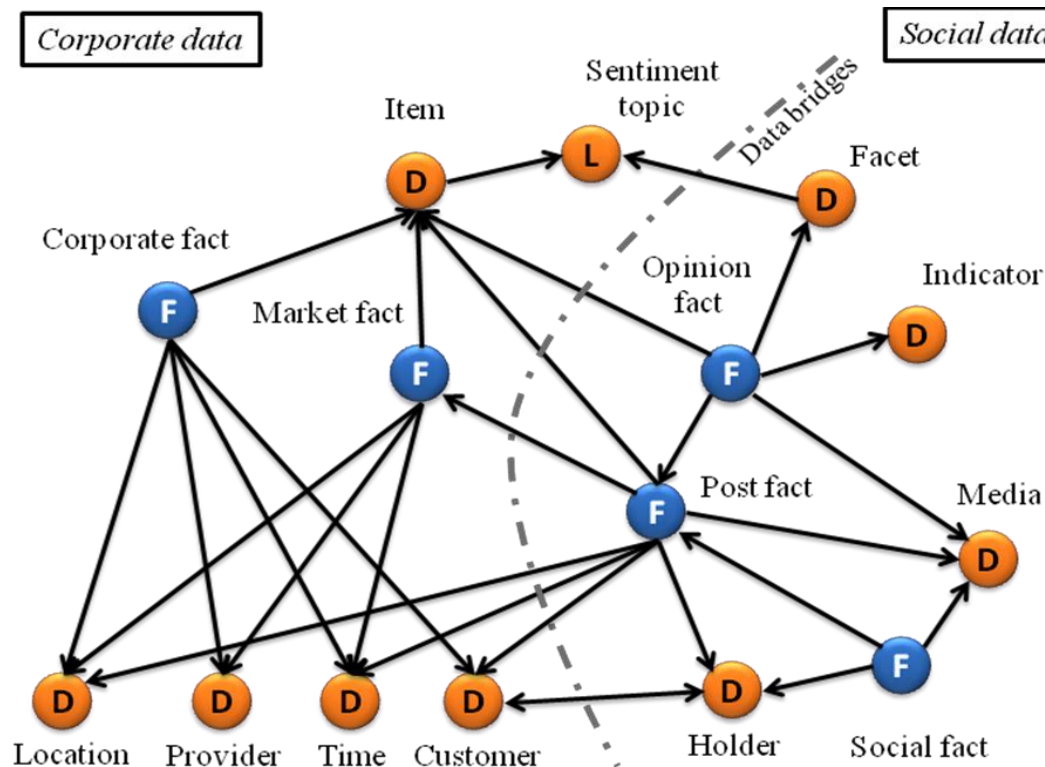 Corporate data
Social data
Sentiment
topic
Data bridges
Item
L
Facet
D
D
Corporate fact
Opinion
fact
Indicator
F
Market fact
D
F
F
Post fact
Media
F
D
F
D
D
D
D
D
Location
Provider
Time
Customer
Holder
Social fact